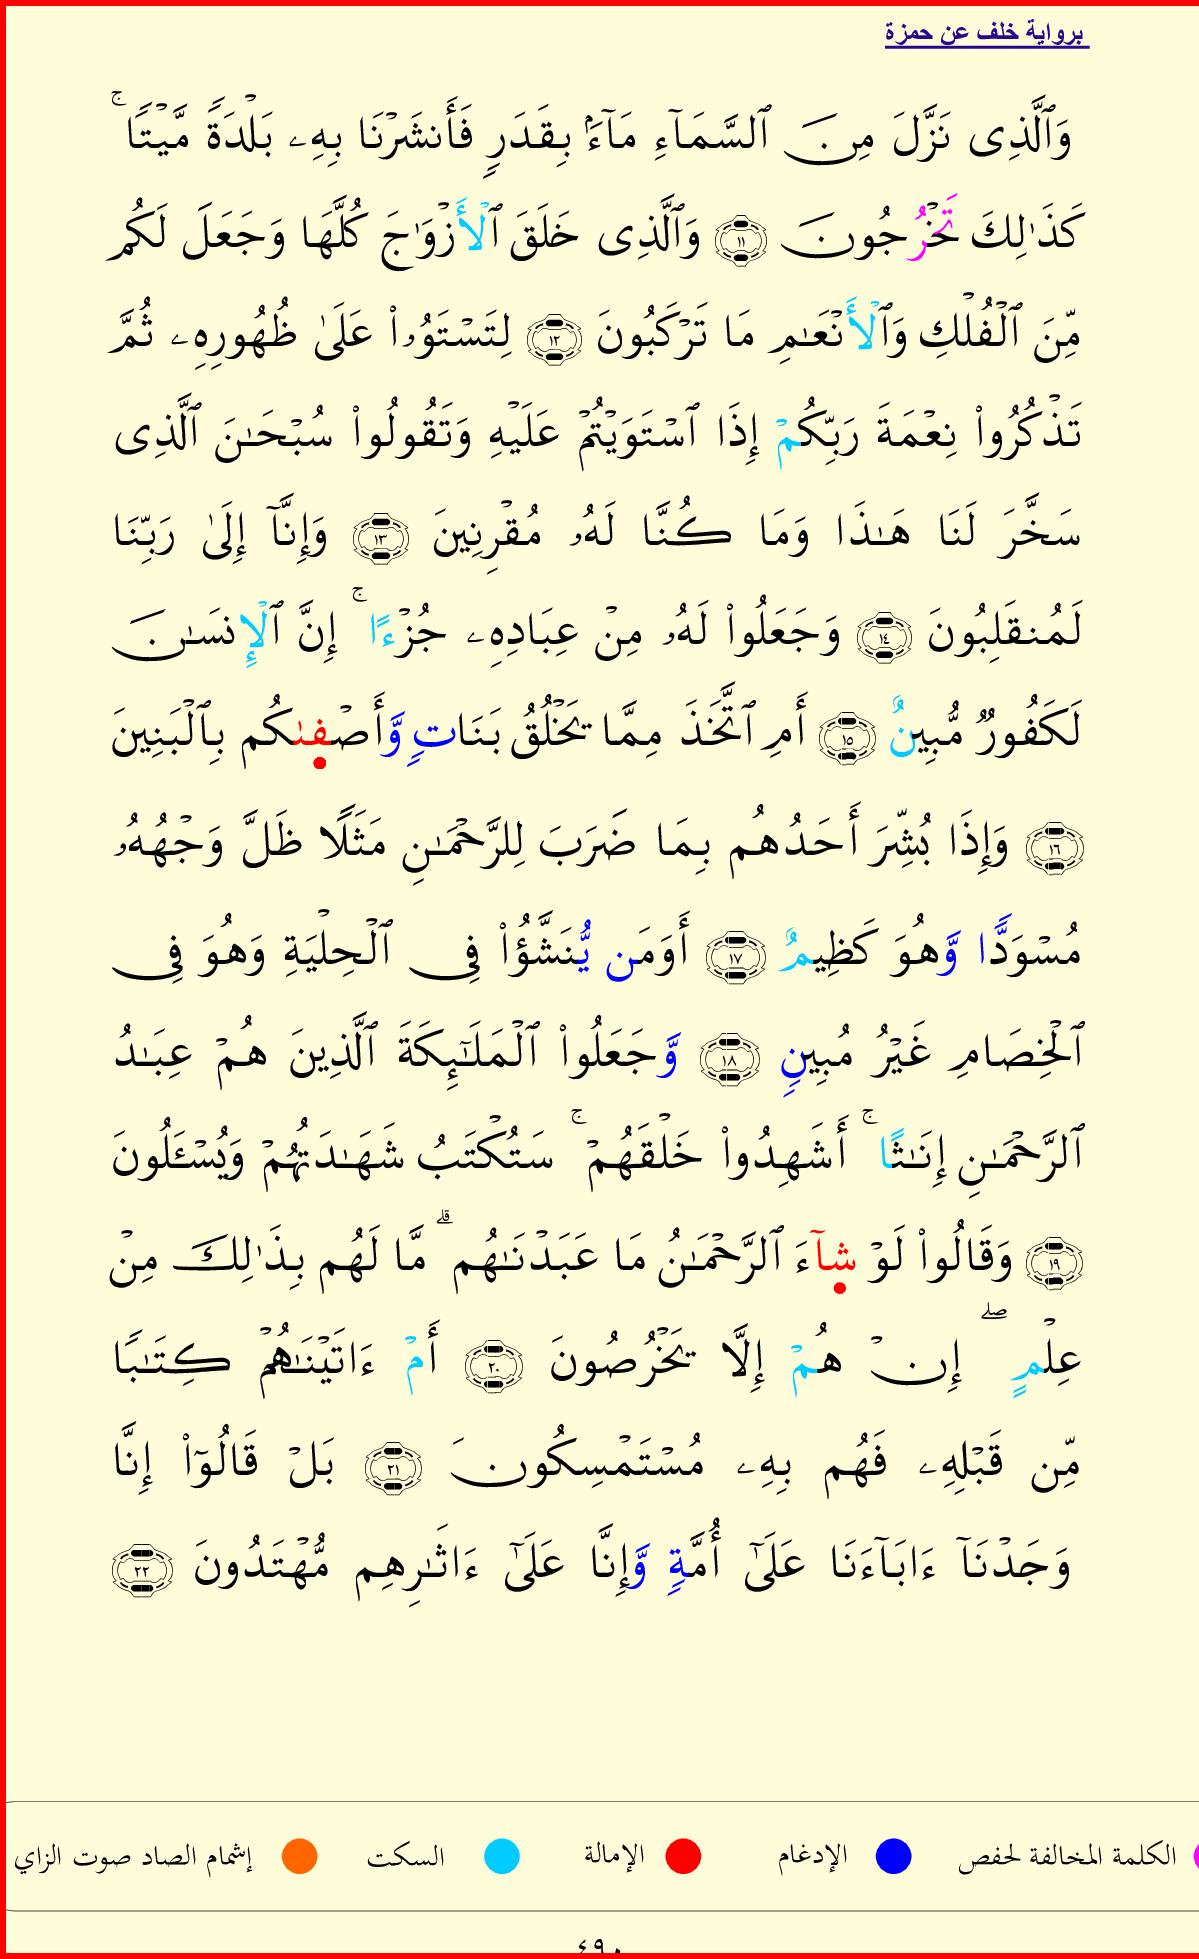 برواية خلف عن حمزة
وَٱلَّذِى نَزَّلَ مِنَ ٱلسَّمَآءِ مَآءَۢ بِقَدَرٍ فَأَنشَرْنَا بِهِۦ بَلْدَةً مَّيْتًا ۚ
كَذَٰلِكَ تَخْرُجُونَ ١١ وَٱلَّذِى خَلَقَ ٱلْأَزْوَٰجَ كُلَّهَا وَجَعَلَ لَكُم
مِّنَ ٱلْفُلْكِ وَٱلْأَنْعَـٰمِ مَا تَرْكَبُونَ ١٢ لِتَسْتَوُۥا۟ عَلَىٰ ظُهُورِهِۦ ثُمَّ
تَذْكُرُوا۟ نِعْمَةَ رَبِّكُمْ إِذَا ٱسْتَوَيْتُمْ عَلَيْهِ وَتَقُولُوا۟ سُبْحَـٰنَ ٱلَّذِى
سَخَّرَ لَنَا هَـٰذَا وَمَا كُنَّا لَهُۥ مُقْرِنِينَ ١٣ وَإِنَّآ إِلَىٰ رَبِّنَا
لَمُنقَلِبُونَ ١٤ وَجَعَلُوا۟ لَهُۥ مِنْ عِبَادِهِۦ جُزْءًا ۚ إِنَّ ٱلْإِنسَـٰنَ
لَكَفُورٌ مُّبِينٌ ١٥ أَمِ ٱتَّخَذَ مِمَّا يَخْلُقُ بَنَاتٍ وَّأَصْفَىٰكُم بِٱلْبَنِينَ
١٦ وَإِذَا بُشِّرَ أَحَدُهُم بِمَا ضَرَبَ لِلرَّحْمَـٰنِ مَثَلًا ظَلَّ وَجْهُهُۥ
مُسْوَدًّا وَّهُوَ كَظِيمٌ ١٧ أَوَمَن يُّنَشَّؤُا۟ فِى ٱلْحِلْيَةِ وَهُوَ فِى
ٱلْخِصَامِ غَيْرُ مُبِينٍ ١٨ وَّجَعَلُوا۟ ٱلْمَلَـٰٓئِكَةَ ٱلَّذِينَ هُمْ عِبَـٰدُ
ٱلرَّحْمَـٰنِ إِنَـٰثًا ۚ أَشَهِدُوا۟ خَلْقَهُمْ ۚ سَتُكْتَبُ شَهَـٰدَتُهُمْ وَيُسْـَٔلُونَ
١٩ وَقَالُوا۟ لَوْ شَآءَ ٱلرَّحْمَـٰنُ مَا عَبَدْنَـٰهُم ۗ مَّا لَهُم بِذَٰلِكَ مِنْ
عِلْمٍ ۖ إِنْ هُمْ إِلَّا يَخْرُصُونَ ٢٠ أَمْ ءَاتَيْنَـٰهُمْ كِتَـٰبًا
مِّن قَبْلِهِۦ فَهُم بِهِۦ مُسْتَمْسِكُونَ ٢١ بَلْ قَالُوٓا۟ إِنَّا
وَجَدْنَآ ءَابَآءَنَا عَلَىٰٓ أُمَّةٍ وَّإِنَّا عَلَىٰٓ ءَاثَـٰرِهِم مُّهْتَدُونَ ٢٢
الكلمة المخالفة لحفص الإدغام الإمالة السكت إشمام الصاد صوت الزاي
٤٩٠